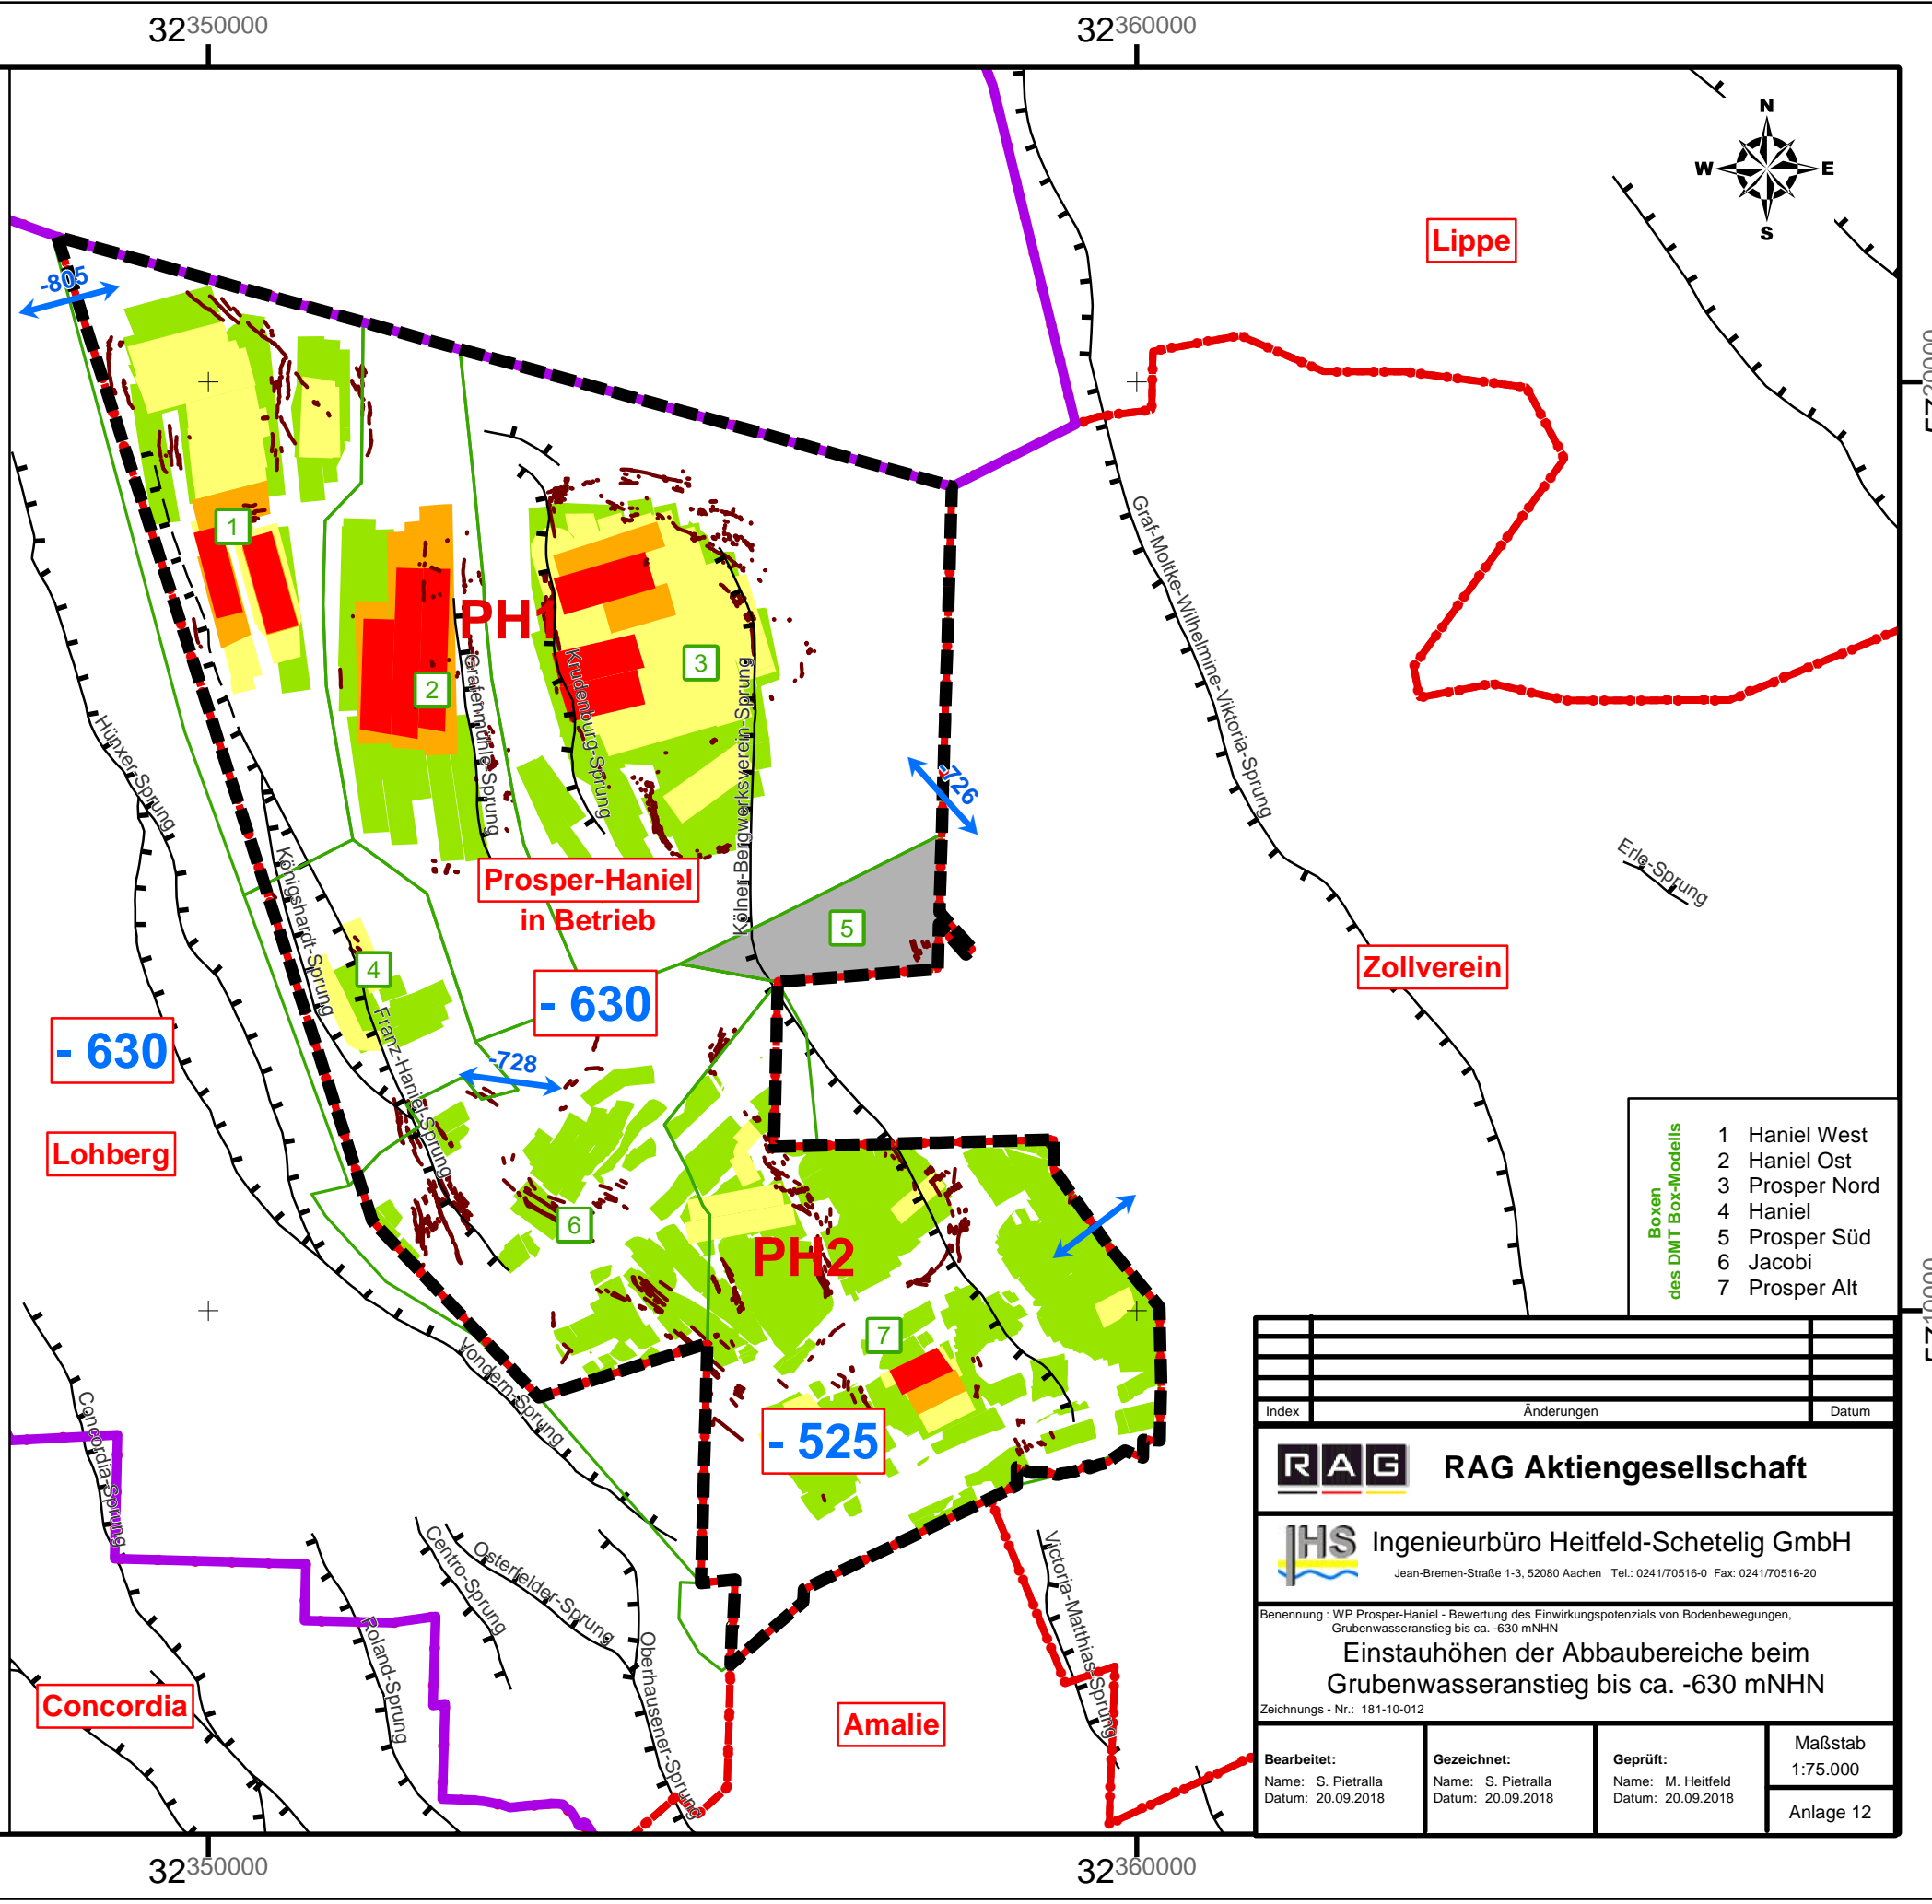 32350000
32360000
N
W
E
S
Lippe
-805
1
PH1
2
3
Grafenmühle-Sprung
Krudenburg-Sprung
Kölner-Bergwerksverein-Sprung
Graf-Moltke-Wilhelmine-Viktoria-Sprung
-726
Hünxer-Sprung
Königshardt-Sprung
Prosper-Haniel
in Betrieb
Erle-Sprung
5
4
Zollverein
- 630
- 630
Franz-Haniel-Sprung
-728
Lohberg
6
PH2
7
Vondern-Sprung
- 525
Concordia-Sprung
Centro-Sprung
Osterfelder-Sprung
Roland-Sprung
Oberhausener-Sprung
Victoria-Matthias-Sprung
Concordia
Amalie
Boxen
des DMT Box-Modells
1 Haniel West
2 Haniel Ost
3 Prosper Nord
4 Haniel
5 Prosper Süd
6 Jacobi
7 Prosper Alt
Index Änderungen Datum
RAG RAG Aktiengesellschaft
IHS Ingenieurbüro Heitfeld-Schetelig GmbH
Jean-Bremen-Straße 1-3, 52080 Aachen Tel.: 0241/70516-0 Fax: 0241/70516-20
Benennung : WP Prosper-Haniel - Bewertung des Einwirkungspotenzials von Bodenbewegungen,
Grubenwasseranstieg bis ca. -630 mNHN
Einstauhöhen der Abbaubereiche beim
Grubenwasseranstieg bis ca. -630 mNHN
Zeichnungs - Nr.: 181-10-012
Bearbeitet: Gezeichnet: Geprüft: Maßstab
1:75.000
Name: S. Pietralla Name: S. Pietralla Name: M. Heitfeld
Datum: 20.09.2018 Datum: 20.09.2018 Datum: 20.09.2018
Anlage 12
32350000
32360000